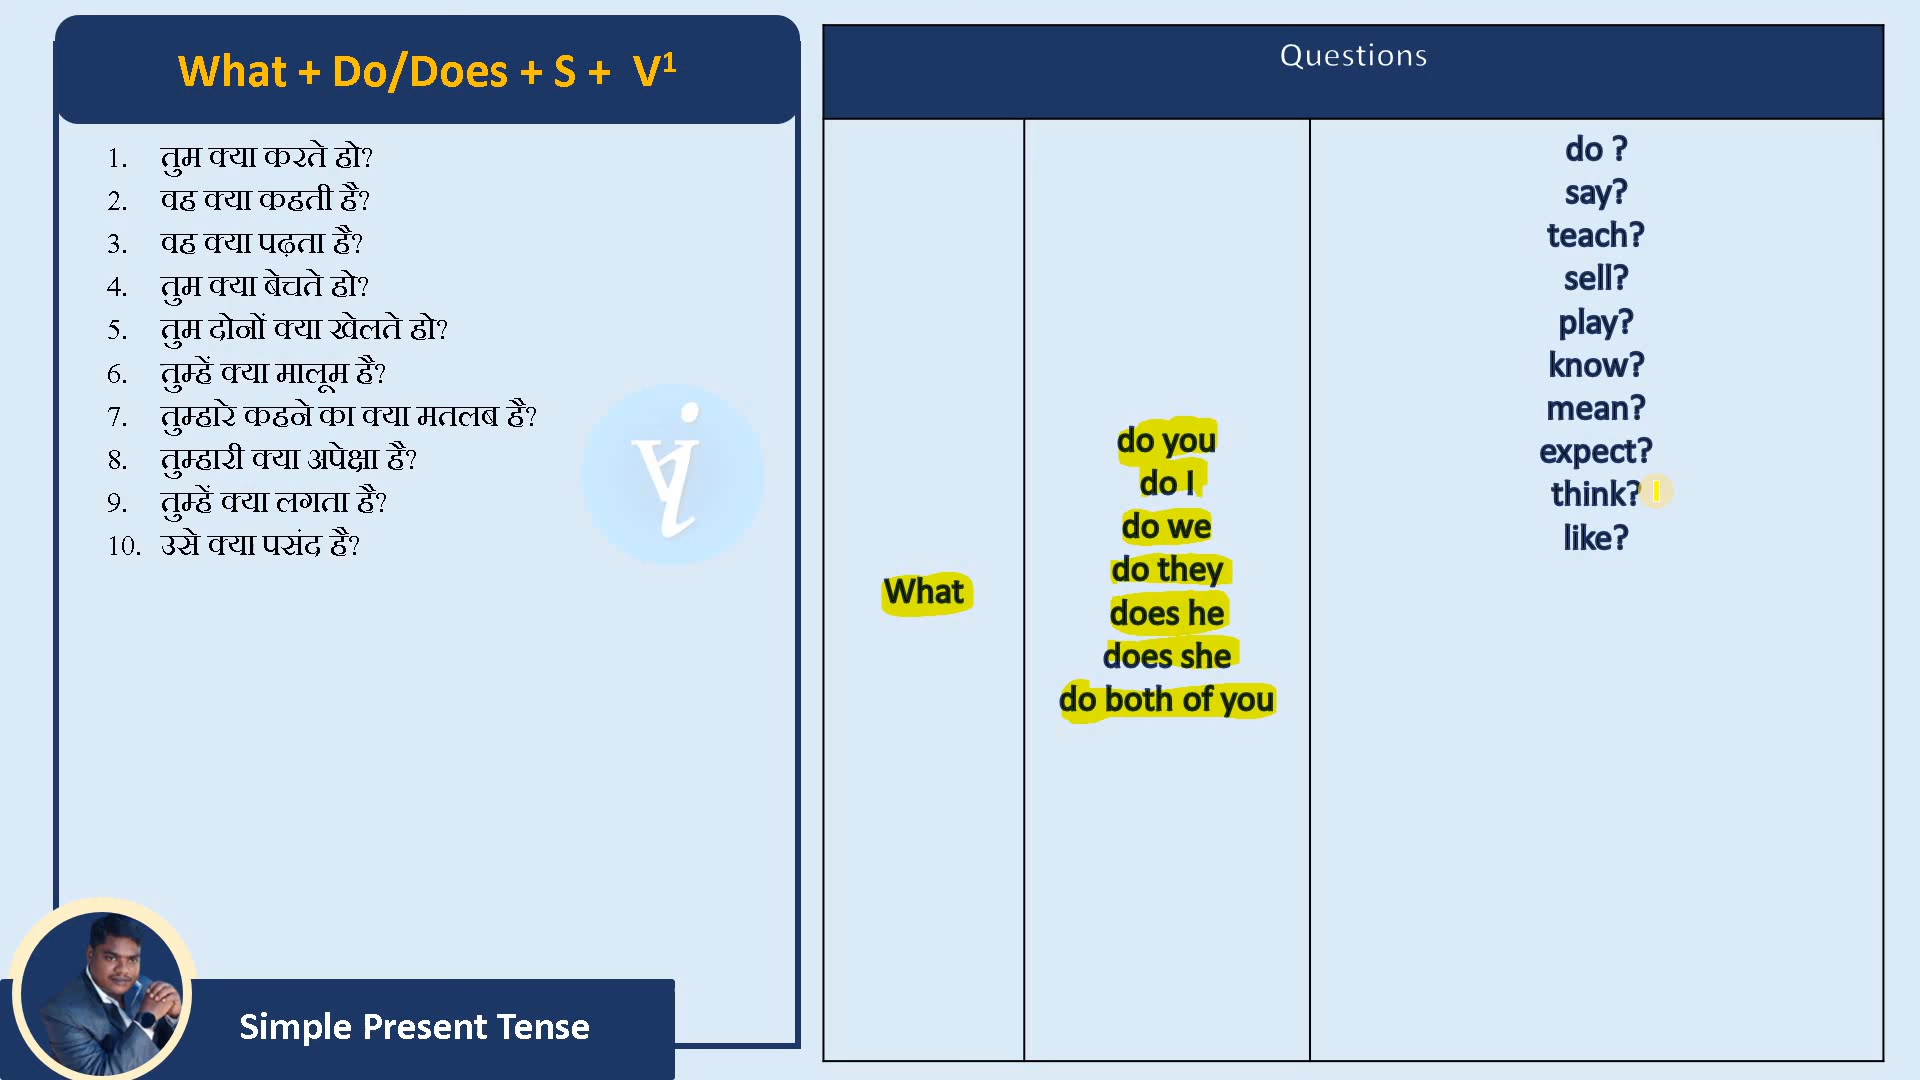 What + Do/Does + S + V¹
1. तुम क्या करते हो?
2. वह क्या कहती है?
3. वह क्या पढ़ता है?
4. तुम क्या बेचते हो?
5. तुम दोनों क्या खेलते हो?
6. तुम्हें क्या मालूम है?
7. तुम्हारे कहने का क्या मतलब है?
8. तुम्हारी क्या अपेक्षा है?
9. तुम्हें क्या लगता है?
10. उसे क्या पसंद है?
Simple Present Tense
Questions
What
do you
do I
do we
do they
does he
does she
do both of you
do ?
say?
teach?
sell?
play?
know?
mean?
expect?
think?
like?